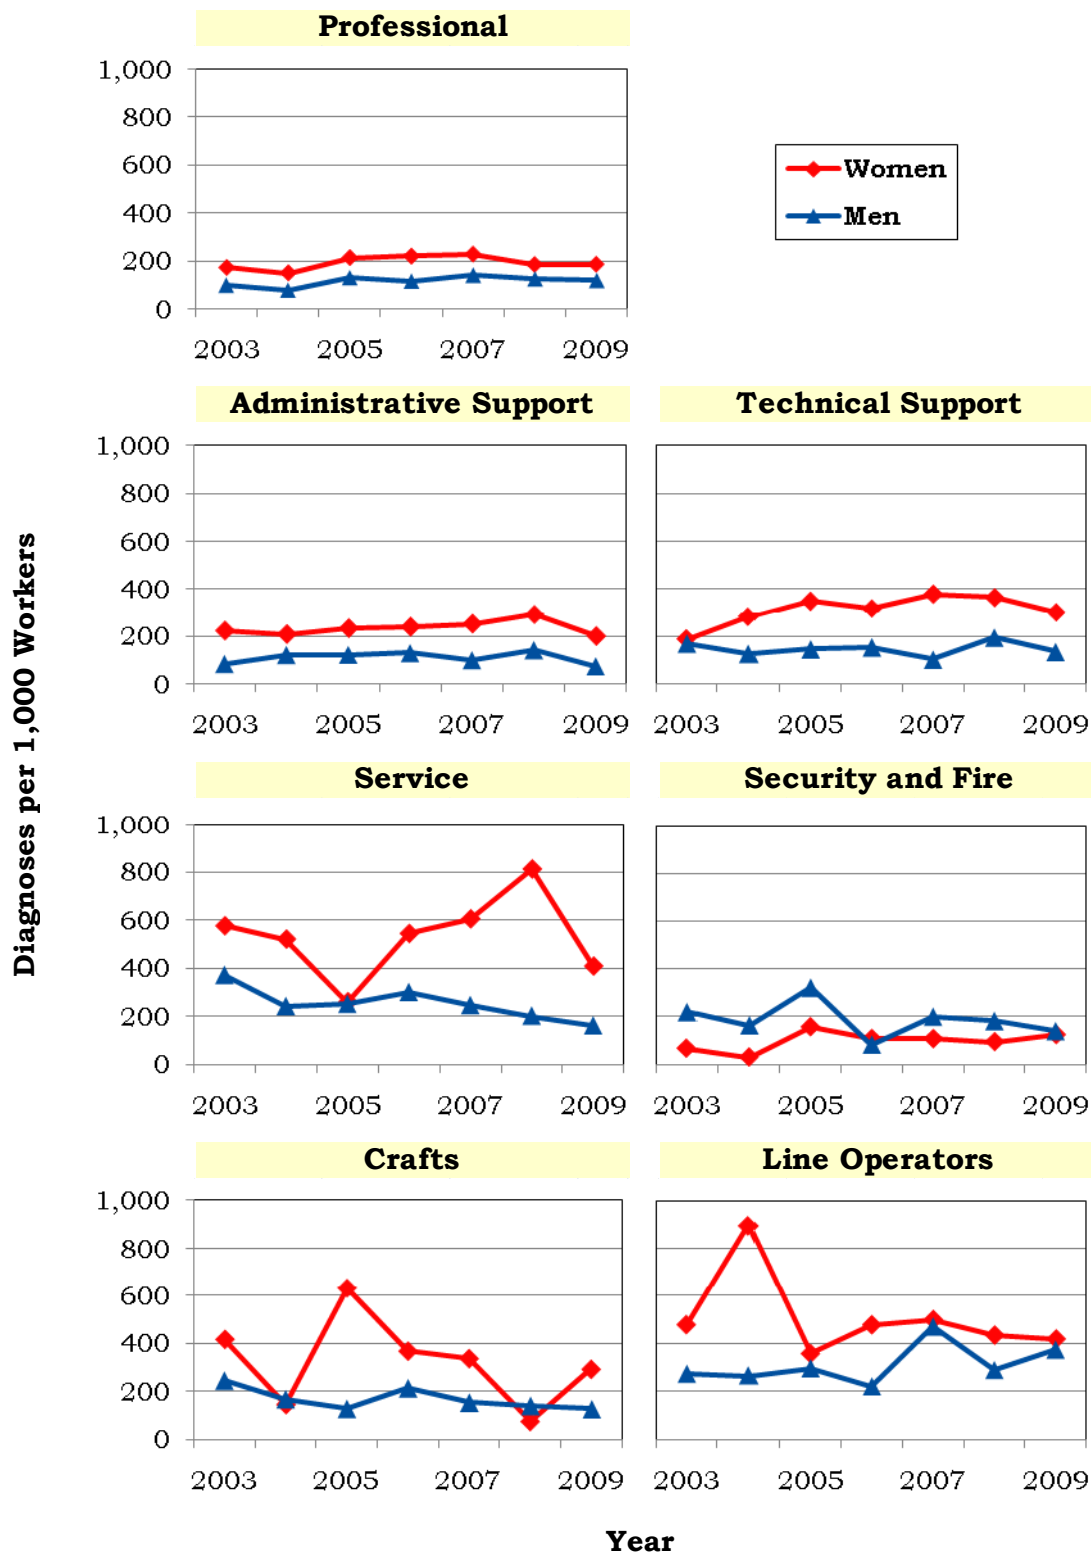 Professional
1,000
800
600
400
200
0
2003 2005 2007 2009
Women
Men
Administrative Support
1,000
800
600
400
200
0
2003 2005 2007 2009
Technical Support
2003 2005 2007 2009
Diagnoses per 1,000 Workers
Service
1,000
800
600
400
200
0
2003 2005 2007 2009
Security and Fire
2003 2005 2007 2009
Crafts
1,000
800
600
400
200
0
2003 2005 2007 2009
Line Operators
2003 2005 2007 2009
Year